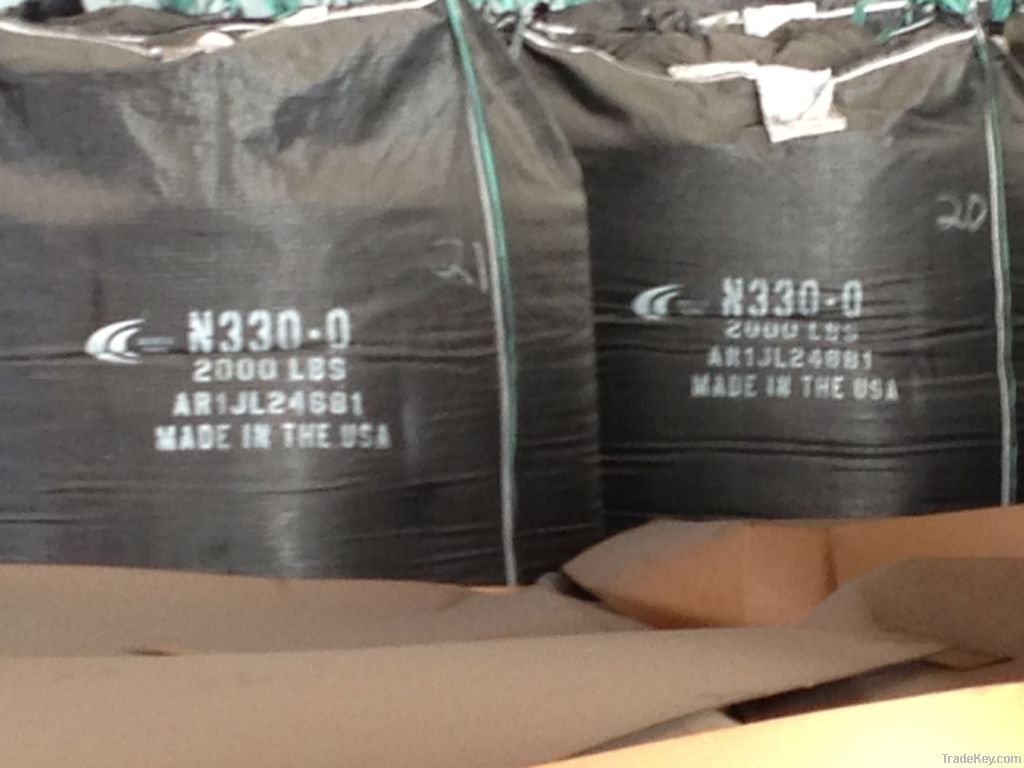 21
N330-0
2000 LBS
AR1JL24681
MADE IN THE USA
20
N330-0
2000 LBS
AR1JL24681
MADE IN THE USA
TradeKey.com